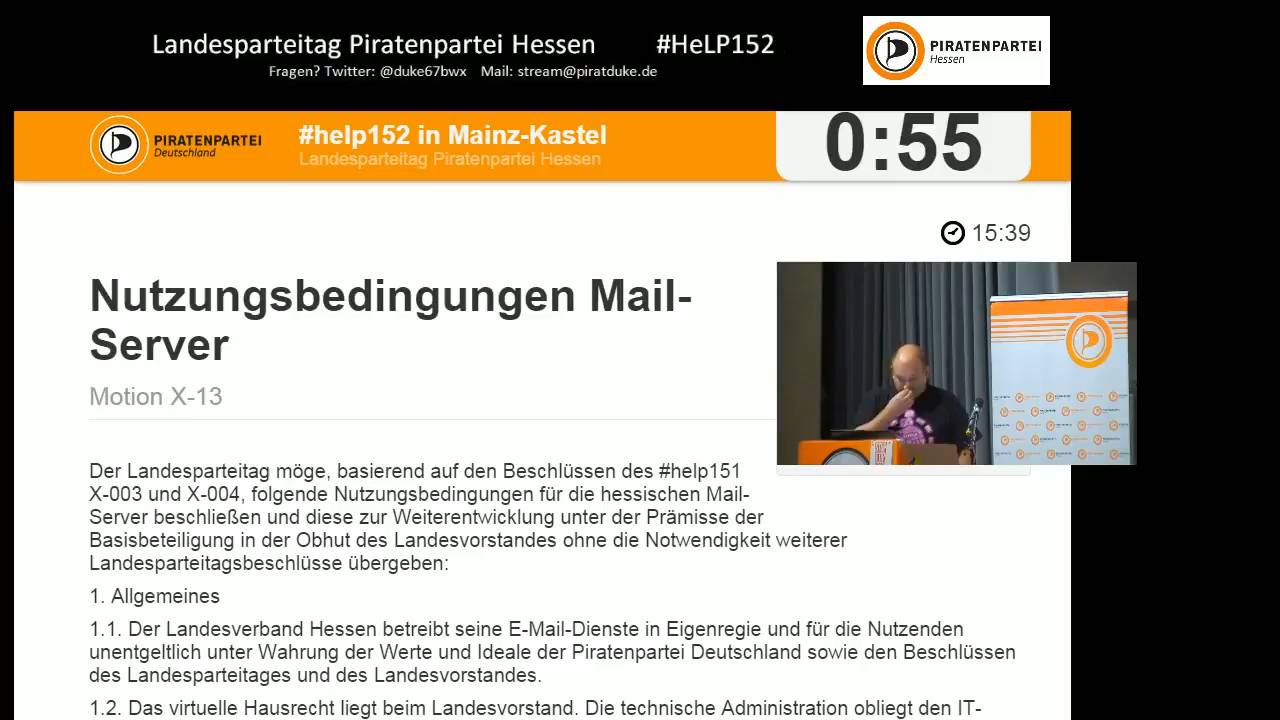 Landesparteitag Piratenpartei Hessen #HeLP152
Fragen? Twitter: @duke67bwx Mail: stream@piratduke.de
PIRATENPARTEI
Hessen
PIRATENPARTEI
Deutschland
#help152 in Mainz-Kastel
Landesparteitag Piratenpartei Hessen
0:55
15:39
Nutzungsbedingungen Mail-
Server
Motion X-13
Der Landesparteitag möge, basierend auf den Beschlüssen des #help151
X-003 und X-004, folgende Nutzungsbedingungen für die hessischen Mail-
Server beschließen und diese zur Weiterentwicklung unter der Prämisse der
Basisbeteiligung in der Obhut des Landesvorstandes ohne die Notwendigkeit weiterer
Landesparteitagsbeschlüsse übergeben:
1. Allgemeines
1.1. Der Landesverband Hessen betreibt seine E-Mail-Dienste in Eigenregie und für die Nutzenden
unentgeltlich unter Wahrung der Werte und Ideale der Piratenpartei Deutschland sowie den Beschlüssen
des Landesparteitages und des Landesvorstandes.
1.2. Das virtuelle Hausrecht liegt beim Landesvorstand. Die technische Administration obliegt den IT-